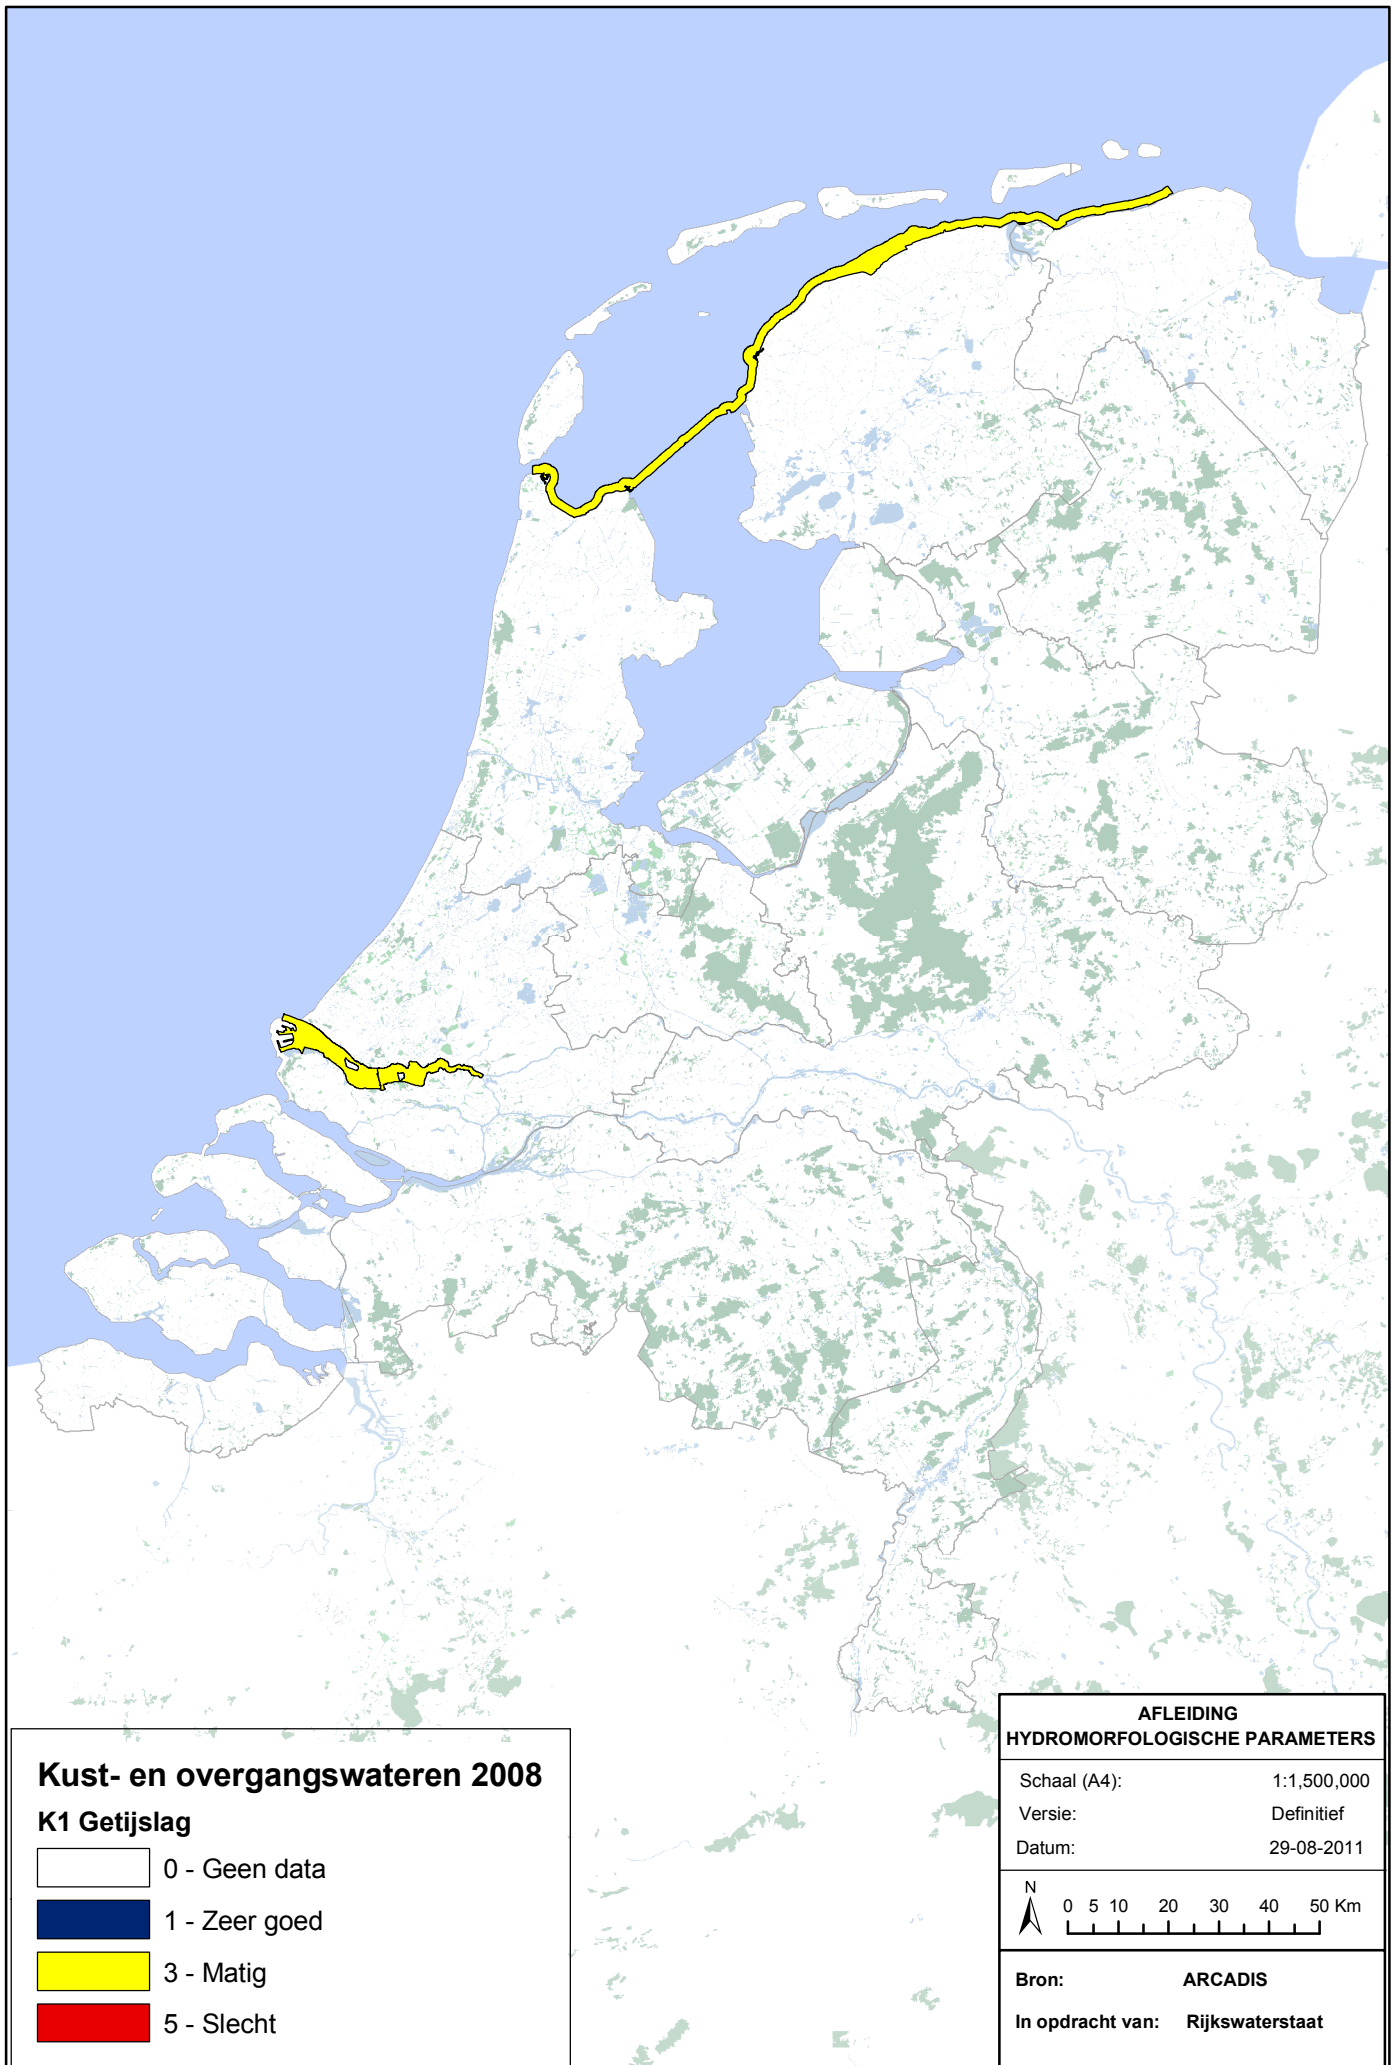 Kust- en overgangswateren 2008
K1 Getijslag
0 - Geen data
1 - Zeer goed
3 - Matig
5 - Slecht
AFLEIDING
HYDROMORFOLOGISCHE PARAMETERS
Schaal (A4): 1:1,500,000
Versie: Definitief
Datum: 29-08-2011
N
0 5 10 20 30 40 50 Km
Bron: ARCADIS
In opdracht van: Rijkswaterstaat